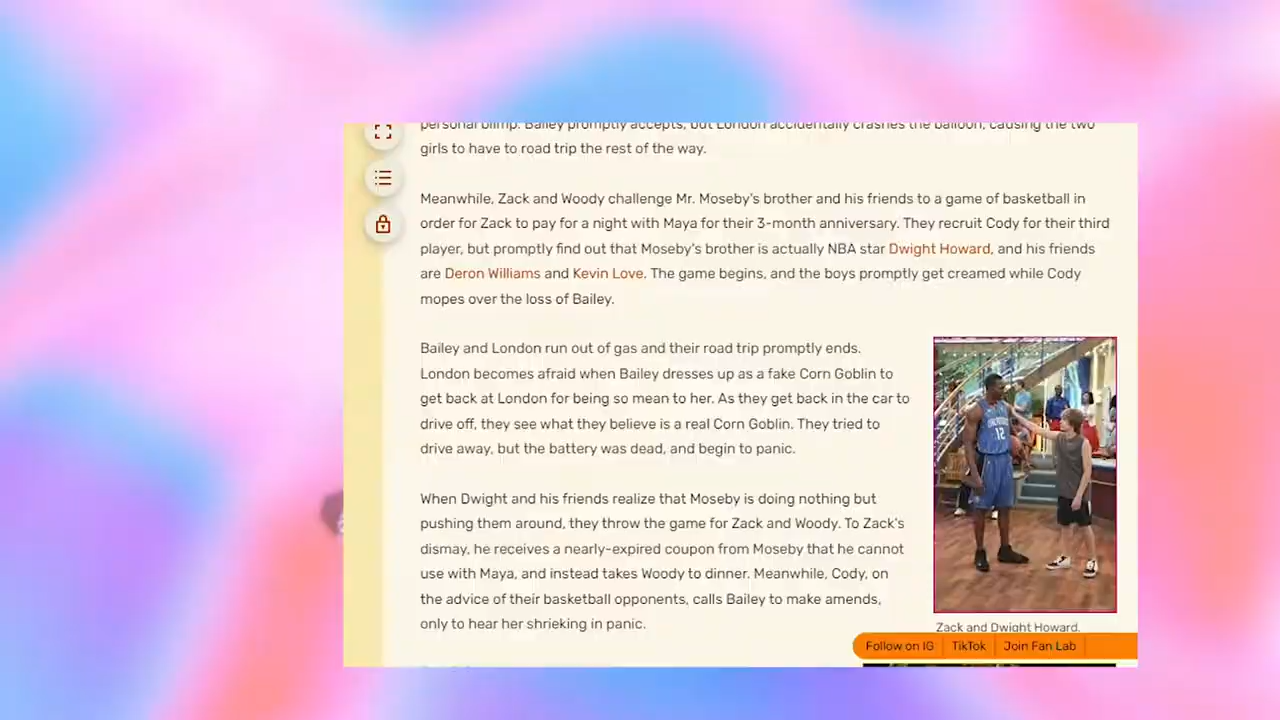 personal blimp. Bailey promptly accepts, but London accidentally crashes the balloon, causing the two
girls to have to road trip the rest of the way.
Meanwhile, Zack and Woody challenge Mr. Moseby's brother and his friends to a game of basketball in
order for Zack to pay for a night with Maya for their 3-month anniversary. They recruit Cody for their third
player, but promptly find out that Moseby's brother is actually NBA star Dwight Howard, and his friends
are Deron Williams and Kevin Love. The game begins, and the boys promptly get creamed while Cody
mopes over the loss of Bailey.
Bailey and London run out of gas and their road trip promptly ends.
London becomes afraid when Bailey dresses up as a fake Corn Goblin to
get back at London for being so mean to her. As they get back in the car to
drive off, they see what they believe is a real Corn Goblin. They tried to
drive away, but the battery was dead, and begin to panic.
When Dwight and his friends realize that Moseby is doing nothing but
pushing them around, they throw the game for Zack and Woody. To Zack's
dismay, he receives a nearly-expired coupon from Moseby that he cannot
use with Maya, and instead takes Woody to dinner. Meanwhile, Cody, on
the advice of their basketball opponents, calls Bailey to make amends,
only to hear her shrieking in panic.
12
Zack and Dwight Howard.
Follow on IG TikTok Join Fan Lab